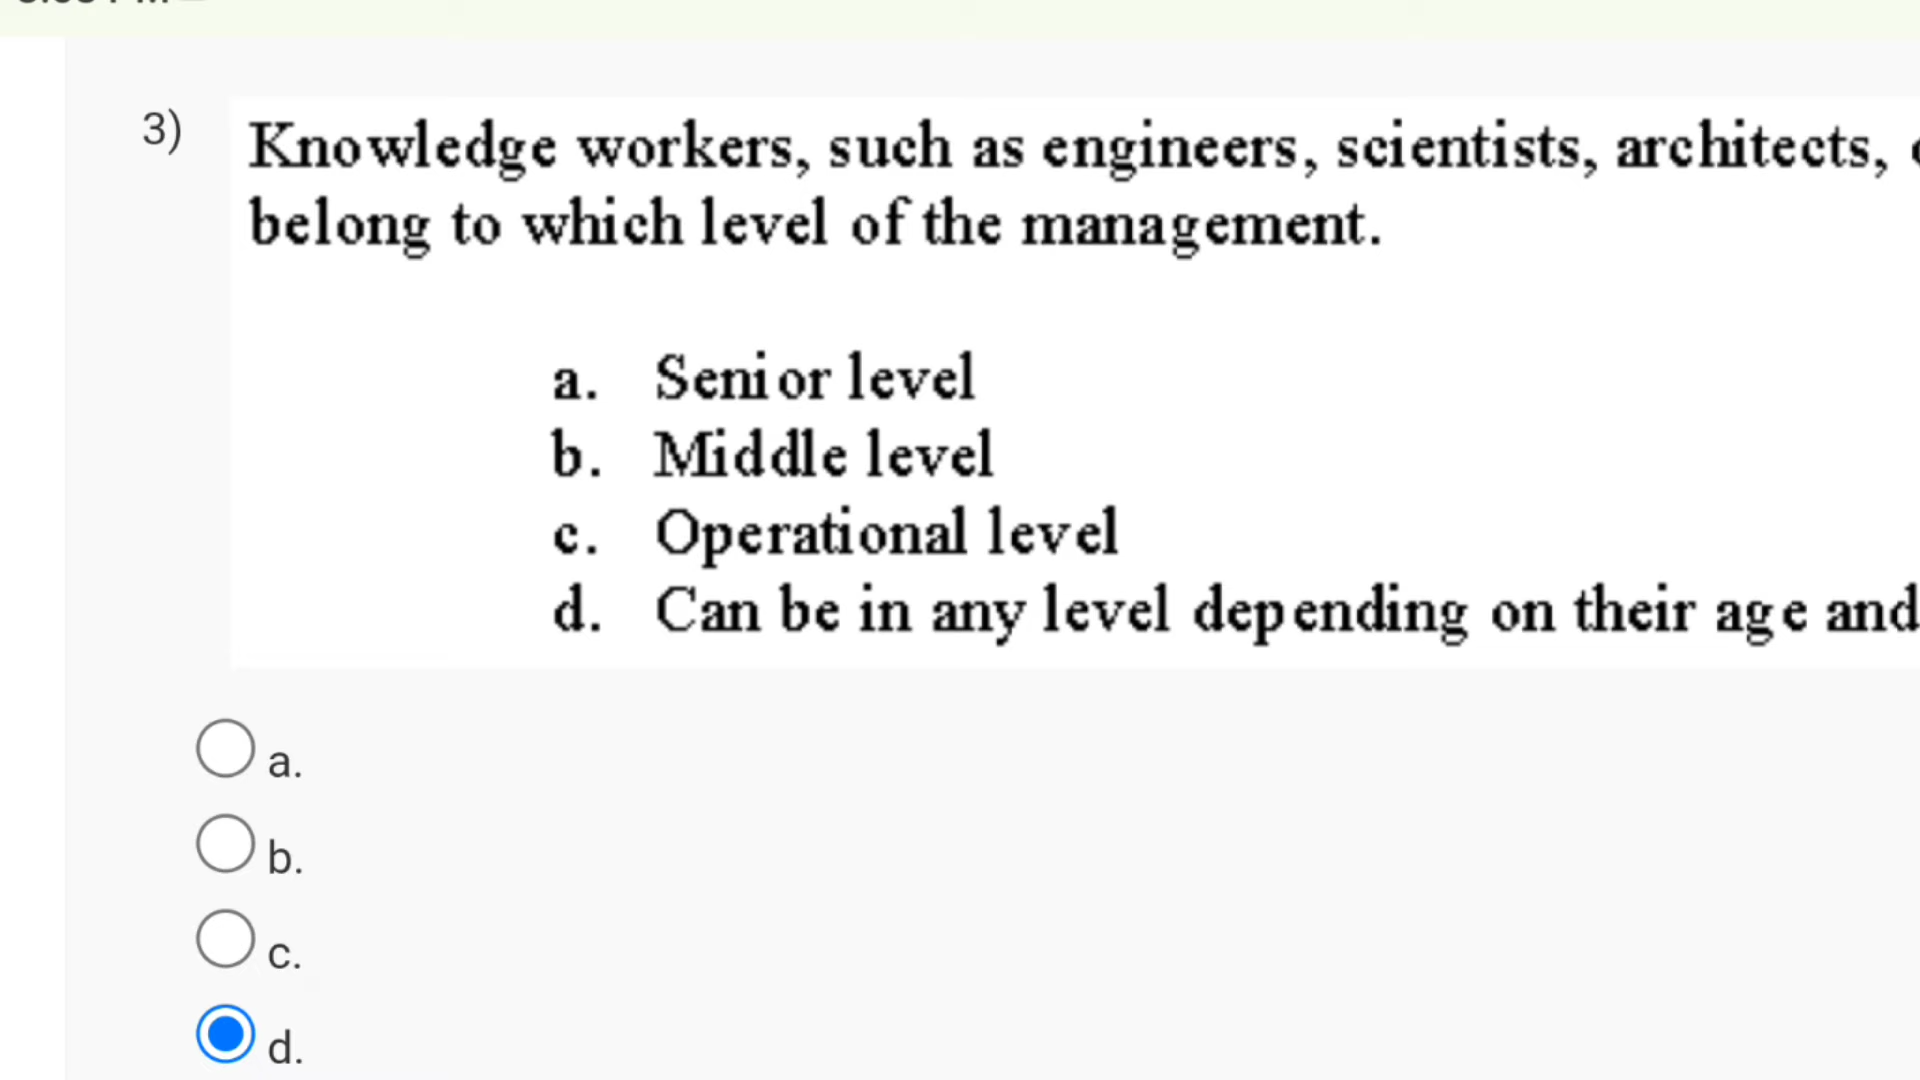 3)
Knowledge workers, such as engineers, scientists, architects,
belong to which level of the management.
a. Senior level
b. Middle level
c. Operational level
d. Can be in any level depending on their age and
a.
b.
c.
d.